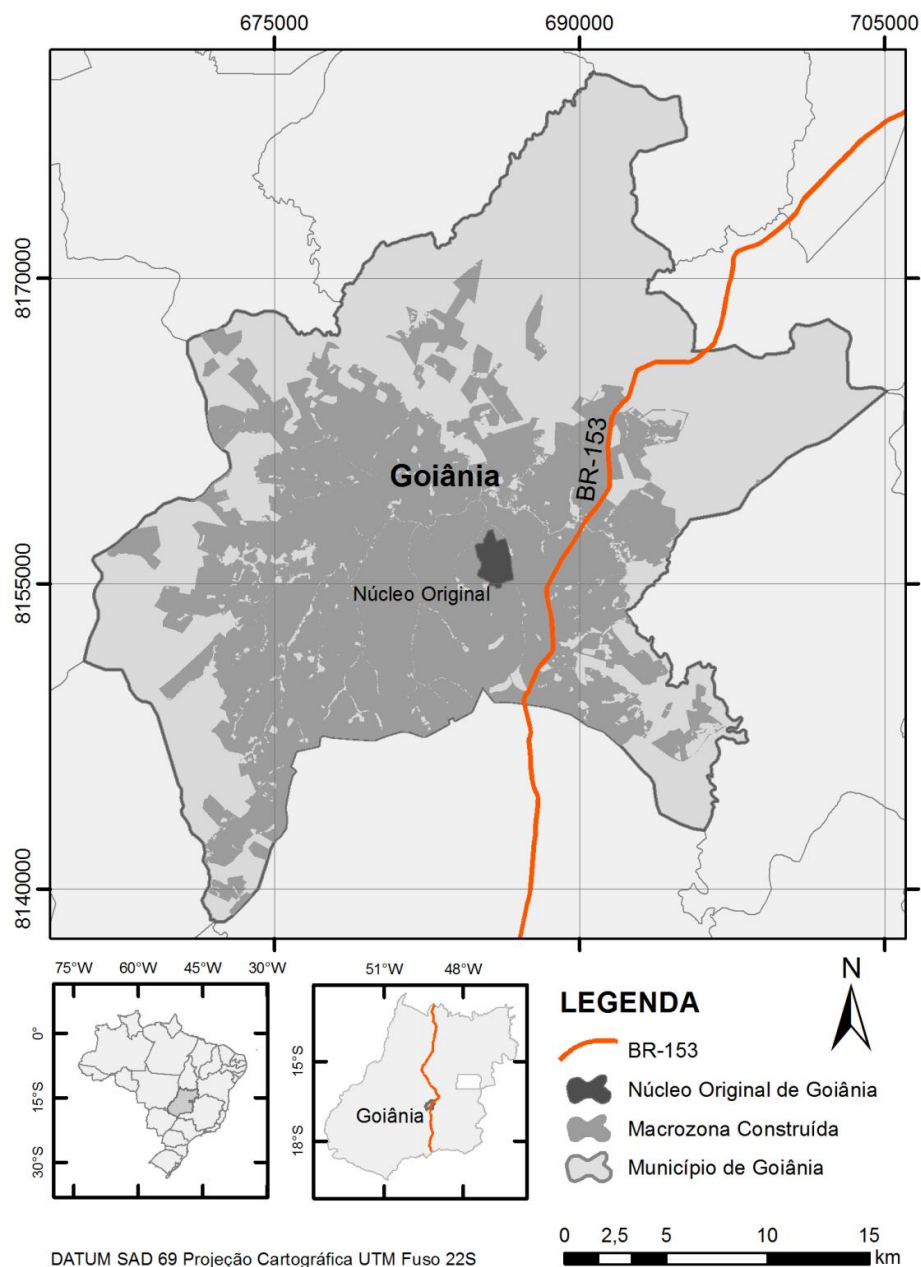 675000 690000 705000
8170000
8155000
8140000
BR-153
Goiânia
Núcleo Original
75°W 60°W 45°W 30°W
0°
15°S
30°S
51°W 48°W
15°S
18°S
Goiânia
N
LEGENDA
BR-153
Núcleo Original de Goiânia
Macrozona Construída
Município de Goiânia
DATUM SAD 69 Projeção Cartográfica UTM Fuso 22S
0 2,5 5 10 15
km